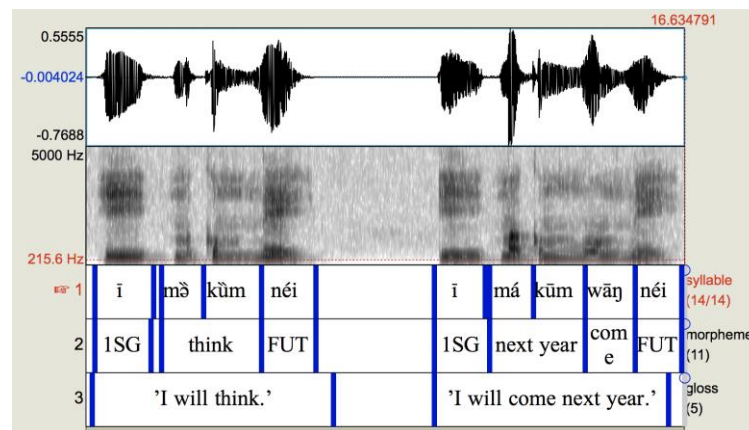 16.634791
0.5555
-0.004024
-0.7688
5000 Hz
215.6 Hz
☞ 1 ī mə̏ kȕm néi ī má kūm wāŋ néi syllable (14/14)
2 1SG think FUT 1SG next year come FUT morpheme (11)
3 'I will think.' 'I will come next year.' gloss (5)